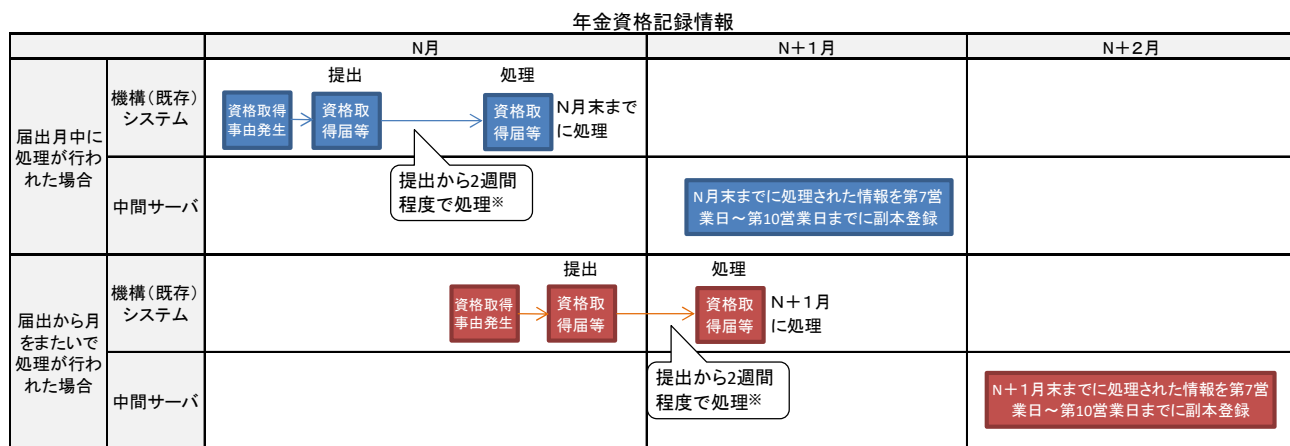 年金資格記録情報
N月
N＋1月
N＋2月
届出月中に
処理が行わ
れた場合
機構（既存）
システム
提出
処理
資格取得
事由発生
資格取
得届等
資格取
得届等
N月末まで
に処理
提出から2週間
程度で処理※
中間サーバ
N月末までに処理された情報を第7営
業日～第10営業日までに副本登録
届出から月
をまたいで
処理が行わ
れた場合
機構（既存）
システム
提出
処理
資格取得
事由発生
資格取
得届等
資格取
得届等
N＋1月
に処理
提出から2週間
程度で処理※
中間サーバ
N＋1月末までに処理された情報を第7営
業日～第10営業日までに副本登録